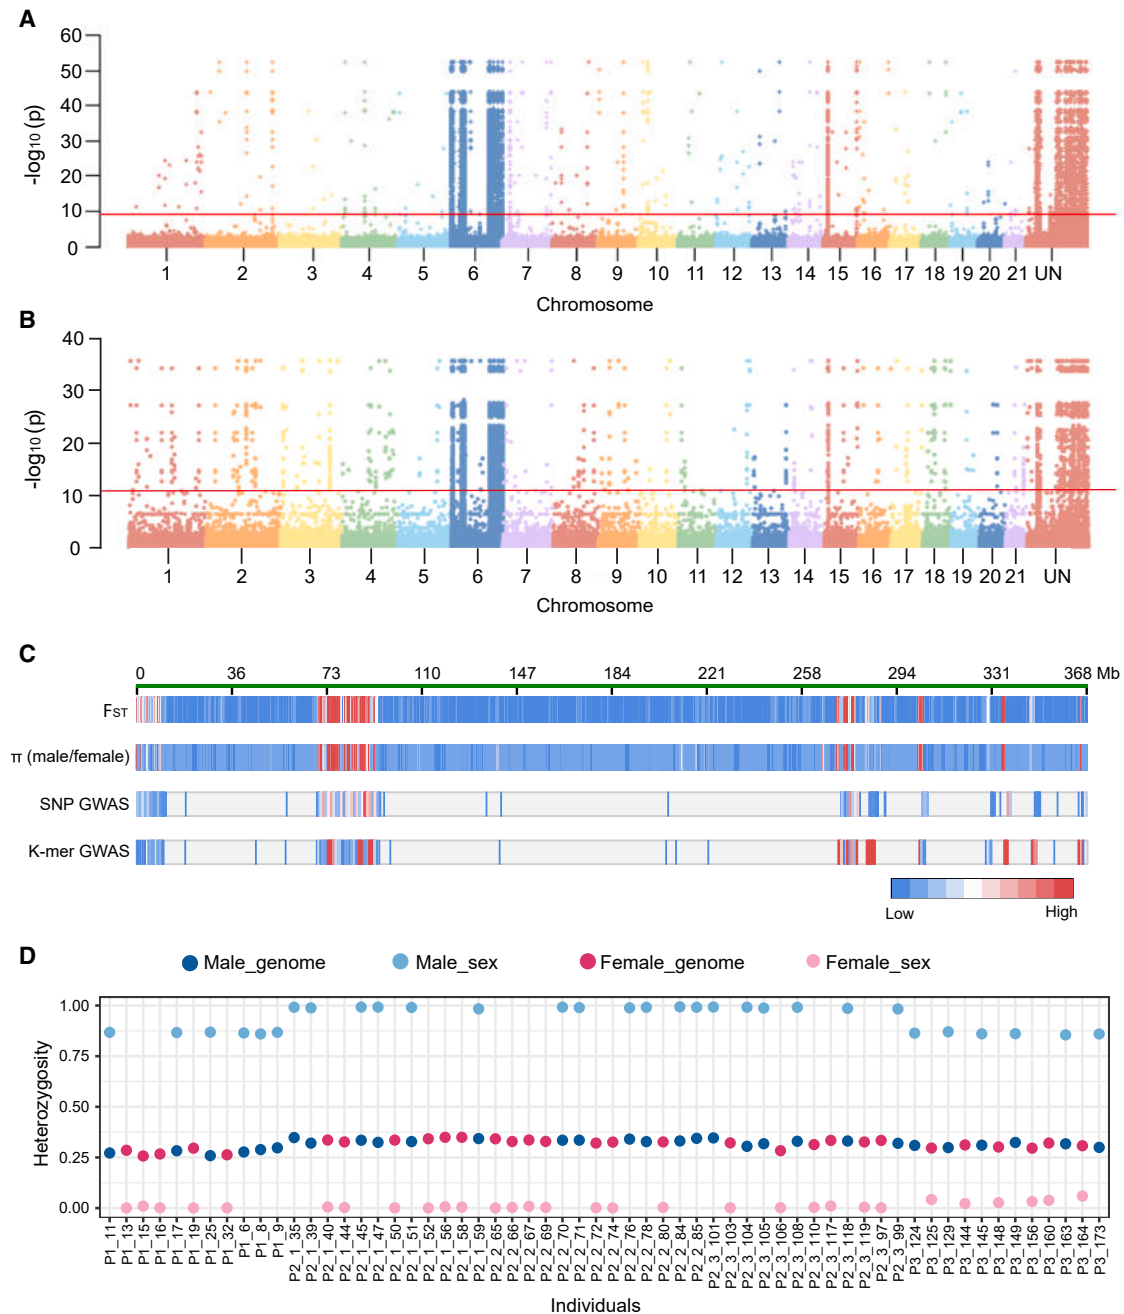 A
60
50
40
30
20
10
0
-log10 (p)
1 2 3 4 5 6 7 8 9 10 11 12 13 14 15 16 17 18 19 20 21 UN
Chromosome
B
40
30
20
10
0
-log10 (p)
1 2 3 4 5 6 7 8 9 10 11 12 13 14 15 16 17 18 19 20 21 UN
Chromosome
C
0 36 73 110 147 184 221 258 294 331 368 Mb
FST
π (male/female)
SNP GWAS
K-mer GWAS
Low High
D
Male_genome Male_sex Female_genome Female_sex
1.00
0.75
0.50
0.25
0.00
Heterozygosity
P1_11 P1_13 P1_15 P1_16 P1_17 P1_19 P1_25 P1_32 P1_6 P1_8 P1_9 P2_1_35 P2_1_39 P2_1_40 P2_1_44 P2_1_45 P2_1_47 P2_1_50 P2_1_51 P2_1_52 P2_1_56 P2_1_58 P2_1_59 P2_2_65 P2_2_66 P2_2_67 P2_2_69 P2_2_70 P2_2_71 P2_2_72 P2_2_74 P2_2_76 P2_2_78 P2_2_80 P2_2_84 P2_2_85 P2_3_101 P2_3_103 P2_3_104 P2_3_105 P2_3_106 P2_3_108 P2_3_110 P2_3_117 P2_3_118 P2_3_119 P2_3_97 P2_3_99 P3_124 P3_125 P3_129 P3_144 P3_145 P3_148 P3_149 P3_156 P3_160 P3_163 P3_164 P3_173
Individuals